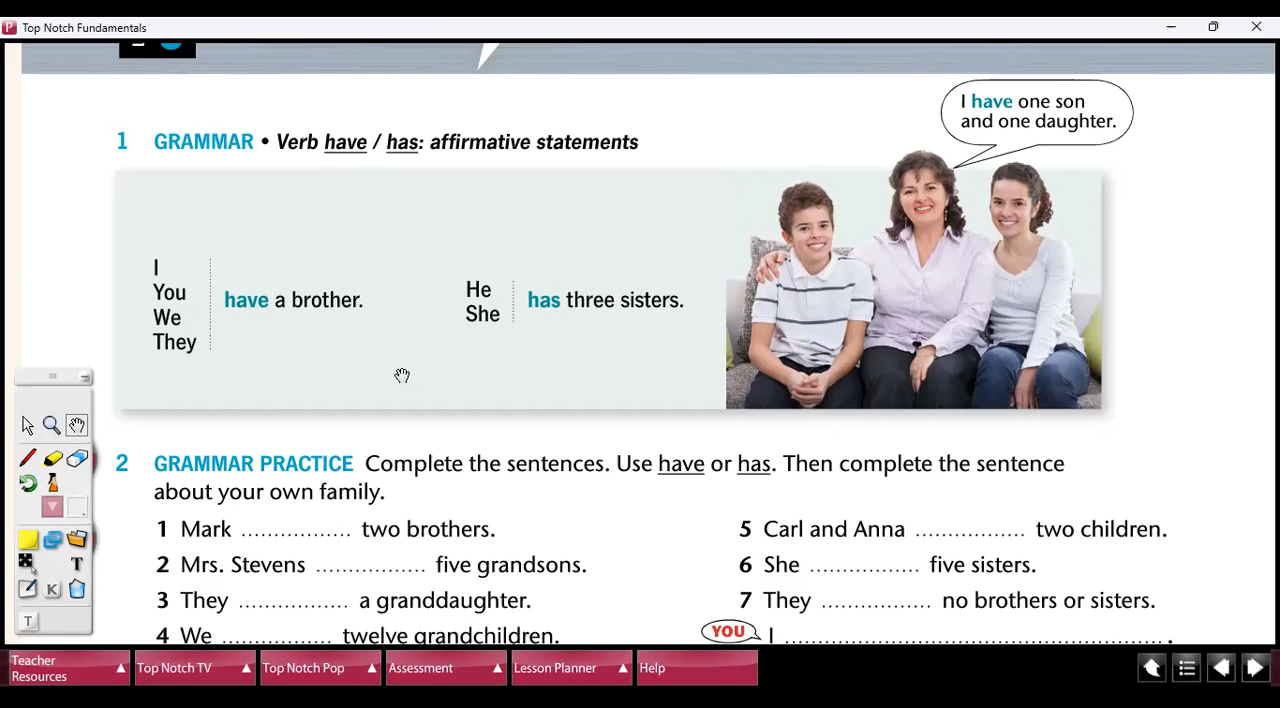 Top Notch Fundamentals
I have one son
and one daughter.
1 GRAMMAR • Verb have / has: affirmative statements
I
You
We
They
have a brother.
He
She
has three sisters.
2 GRAMMAR PRACTICE Complete the sentences. Use have or has. Then complete the sentence
about your own family.
1 Mark ................ two brothers.
2 Mrs. Stevens ................ five grandsons.
3 They ................ a granddaughter.
4 We ................ twelve grandchildren.
5 Carl and Anna ................ two children.
6 She ................ five sisters.
7 They ................ no brothers or sisters.
YOU I ........................................................ .
T
K
T
Teacher
Resources
Top Notch TV
Top Notch Pop
Assessment
Lesson Planner
Help